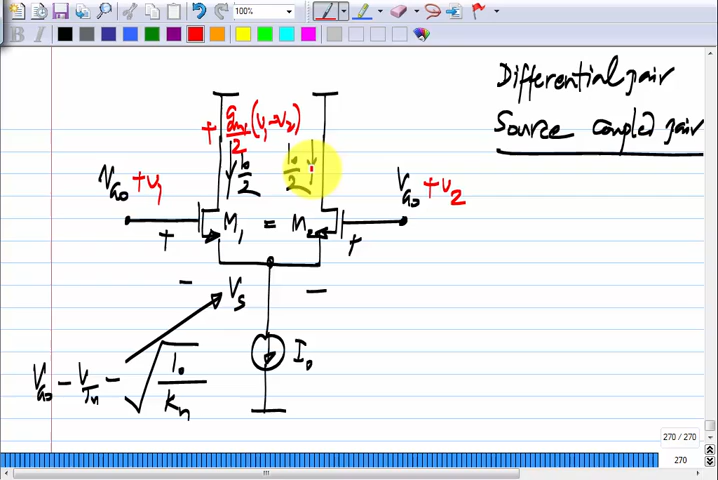 100%
Differential pair
Source coupled pair
+ gm1/2 (v1 - v2)
I0/2
I0/2
VG0 + v1
VG0 + v2
M1 = M2
+
+
-
-
VS
VG0 - VTn - √(I0/kn)
I0
270 / 270
270